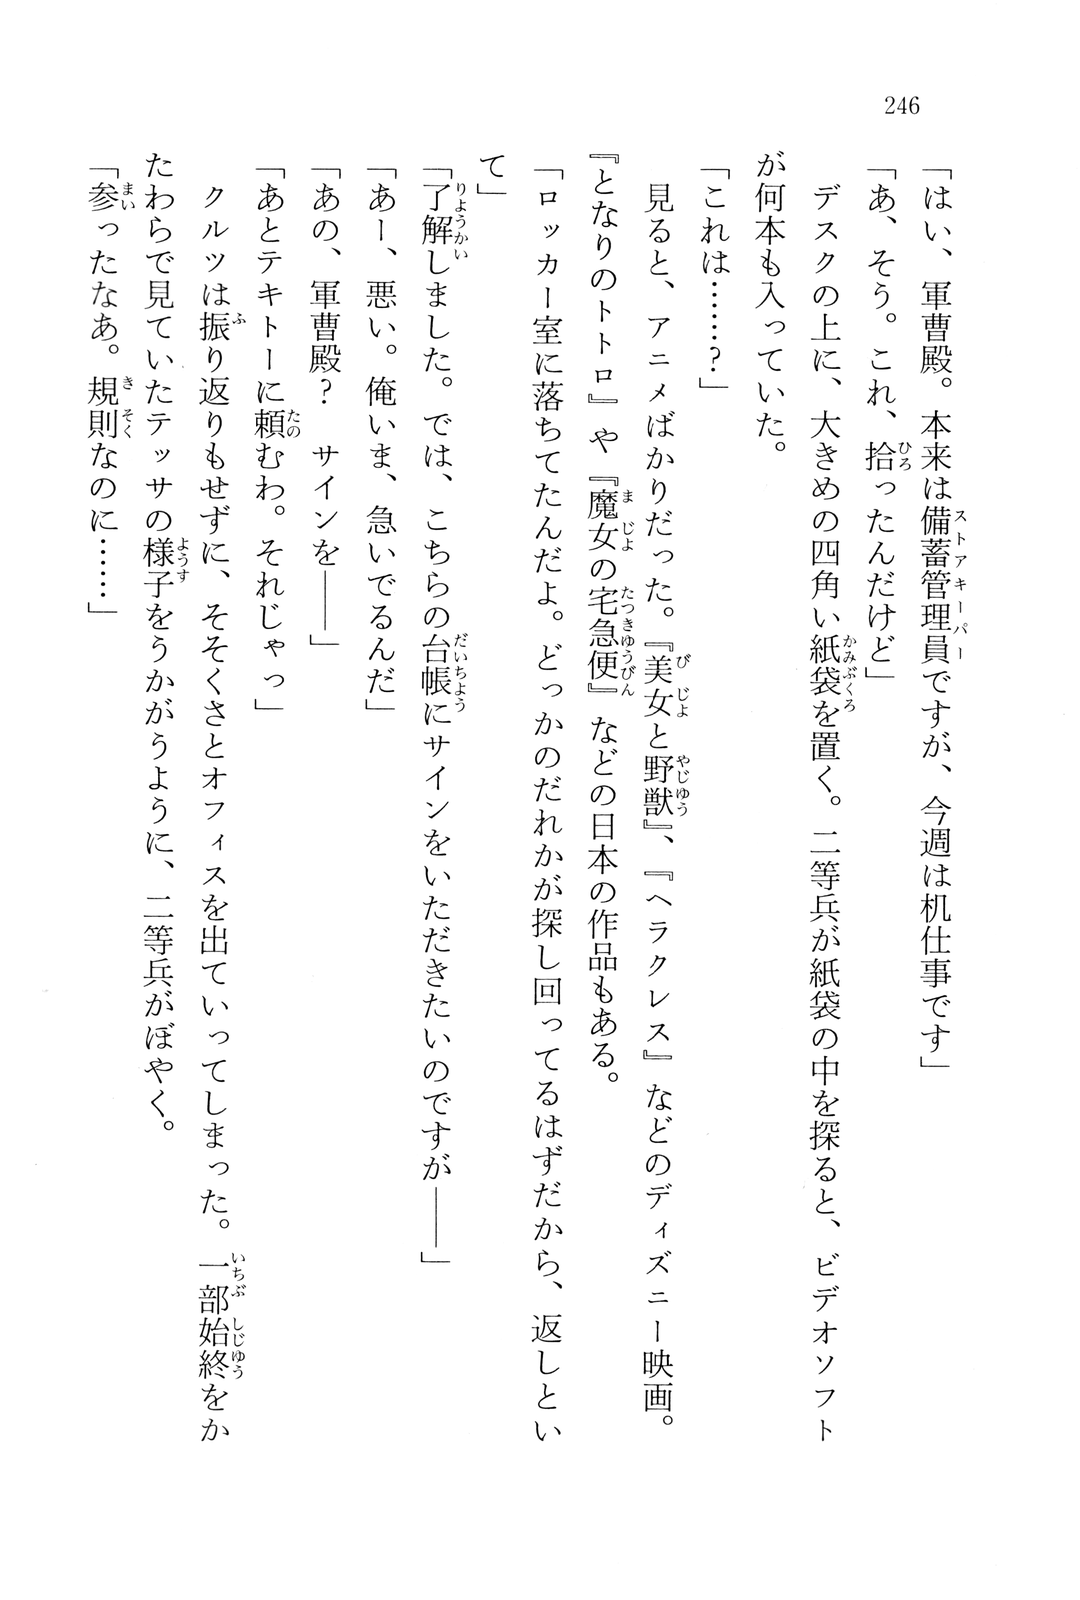 246
「はい、軍曹殿。本来は備蓄管理員ですが、今週は机仕事です」
「あ、そう。これ、拾ったんだけど」
　デスクの上に、大きめの四角い紙袋を置く。二等兵が紙袋の中を探ると、ビデオソフト
が何本も入っていた。
「これは……？」
　見ると、アニメばかりだった。『美女と野獣』、『ヘラクレス』などのディズニー映画。
『となりのトトロ』や『魔女の宅急便』などの日本の作品もある。
「ロッカー室に落ちてたんだよ。どっかのだれかが探し回ってるはずだから、返しとい
て」
「了解しました。では、こちらの台帳にサインをいただきたいのですが――」
「あー、悪い。俺いま、急いでるんだ」
「あの、軍曹殿？　サインを――」
「あとテキトーに頼むわ。それじゃっ」
　クルツは振り返りもせずに、そそくさとオフィスを出ていってしまった。一部始終をか
たわらで見ていたテッサの様子をうかがうように、二等兵がぼやく。
「参ったなあ。規則なのに……」